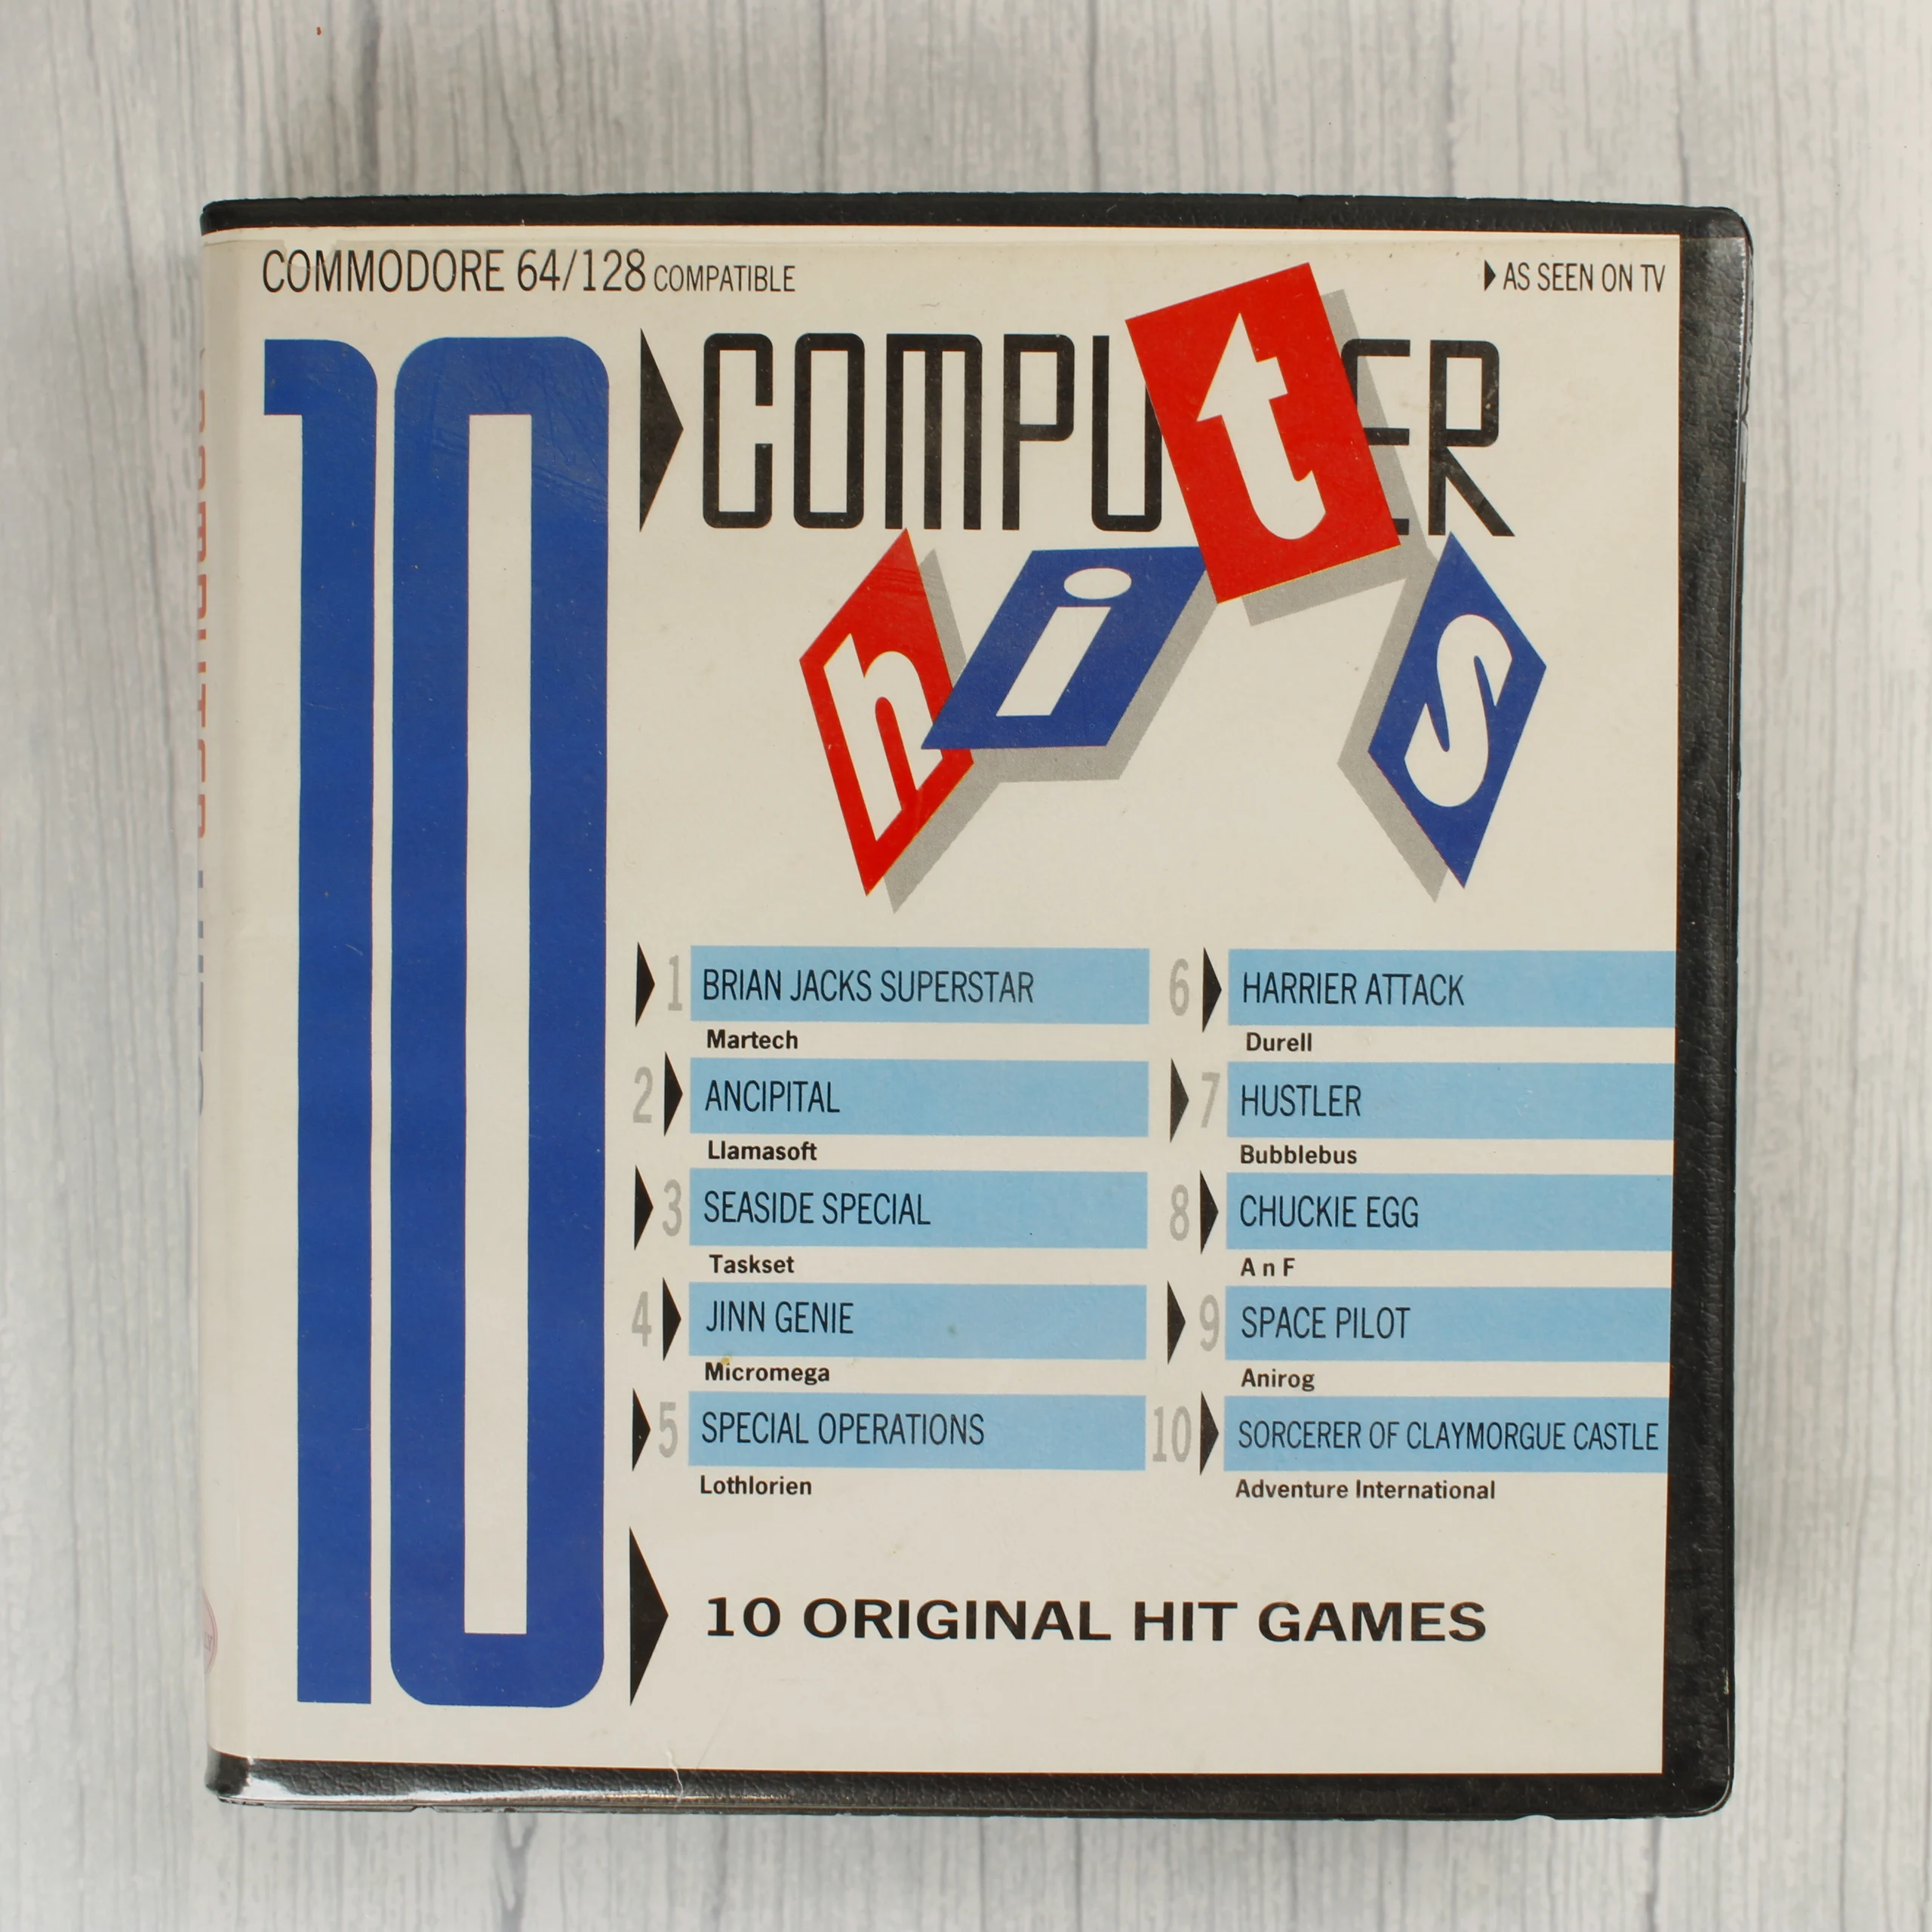 COMMODORE 64/128 COMPATIBLE
AS SEEN ON TV
10
COMPUTER
hits
1 BRIAN JACKS SUPERSTAR
Martech
2 ANCIPITAL
Llamasoft
3 SEASIDE SPECIAL
Taskset
4 JINN GENIE
Micromega
5 SPECIAL OPERATIONS
Lothlorien
6 HARRIER ATTACK
Durell
7 HUSTLER
Bubblebus
8 CHUCKIE EGG
A n F
9 SPACE PILOT
Anirog
10 SORCERER OF CLAYMORGUE CASTLE
Adventure International
10 ORIGINAL HIT GAMES